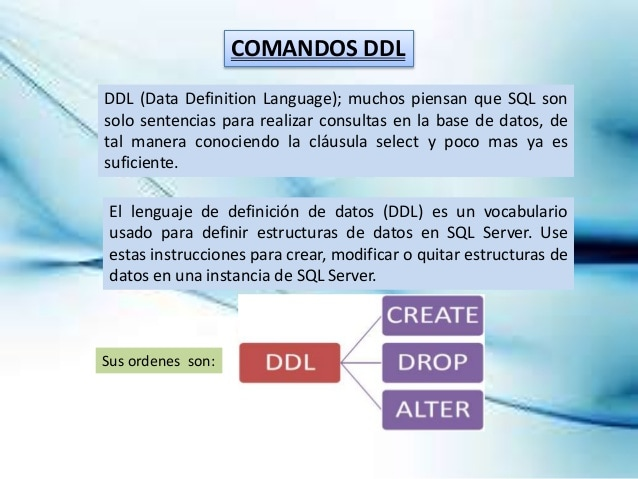 COMANDOS DDL
DDL (Data Definition Language); muchos piensan que SQL son
solo sentencias para realizar consultas en la base de datos, de
tal manera conociendo la cláusula select y poco mas ya es
suficiente.
El lenguaje de definición de datos (DDL) es un vocabulario
usado para definir estructuras de datos en SQL Server. Use
estas instrucciones para crear, modificar o quitar estructuras de
datos en una instancia de SQL Server.
Sus ordenes son:
DDL
CREATE
DROP
ALTER